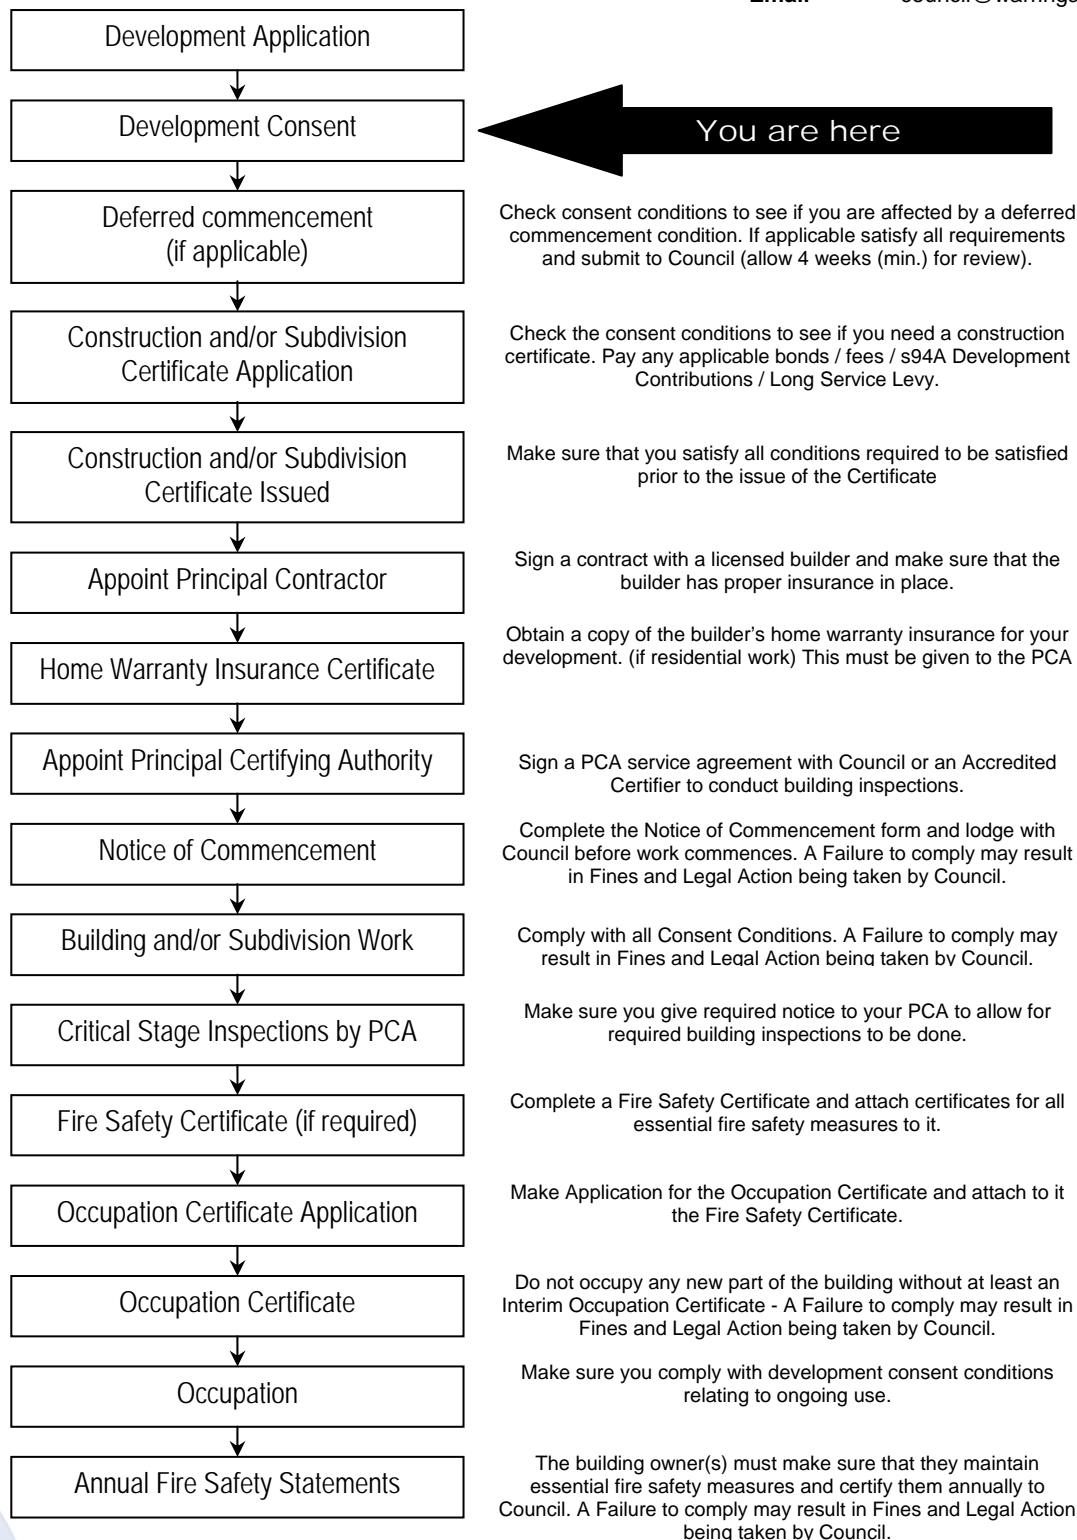 Development Application
Development Consent
You are here
Deferred commencement
(if applicable)
Check consent conditions to see if you are affected by a deferred
commencement condition. If applicable satisfy all requirements
and submit to Council (allow 4 weeks (min.) for review).
Construction and/or Subdivision
Certificate Application
Check the consent conditions to see if you need a construction
certificate. Pay any applicable bonds / fees / s94A Development
Contributions / Long Service Levy.
Construction and/or Subdivision
Certificate Issued
Make sure that you satisfy all conditions required to be satisfied
prior to the issue of the Certificate
Appoint Principal Contractor
Sign a contract with a licensed builder and make sure that the
builder has proper insurance in place.
Home Warranty Insurance Certificate
Obtain a copy of the builder’s home warranty insurance for your
development. (if residential work) This must be given to the PCA
Appoint Principal Certifying Authority
Sign a PCA service agreement with Council or an Accredited
Certifier to conduct building inspections.
Notice of Commencement
Complete the Notice of Commencement form and lodge with
Council before work commences. A Failure to comply may result
in Fines and Legal Action being taken by Council.
Building and/or Subdivision Work
Comply with all Consent Conditions. A Failure to comply may
result in Fines and Legal Action being taken by Council.
Critical Stage Inspections by PCA
Make sure you give required notice to your PCA to allow for
required building inspections to be done.
Fire Safety Certificate (if required)
Complete a Fire Safety Certificate and attach certificates for all
essential fire safety measures to it.
Occupation Certificate Application
Make Application for the Occupation Certificate and attach to it
the Fire Safety Certificate.
Occupation Certificate
Do not occupy any new part of the building without at least an
Interim Occupation Certificate - A Failure to comply may result in
Fines and Legal Action being taken by Council.
Occupation
Make sure you comply with development consent conditions
relating to ongoing use.
Annual Fire Safety Statements
The building owner(s) must make sure that they maintain
essential fire safety measures and certify them annually to
Council. A Failure to comply may result in Fines and Legal Action
being taken by Council.